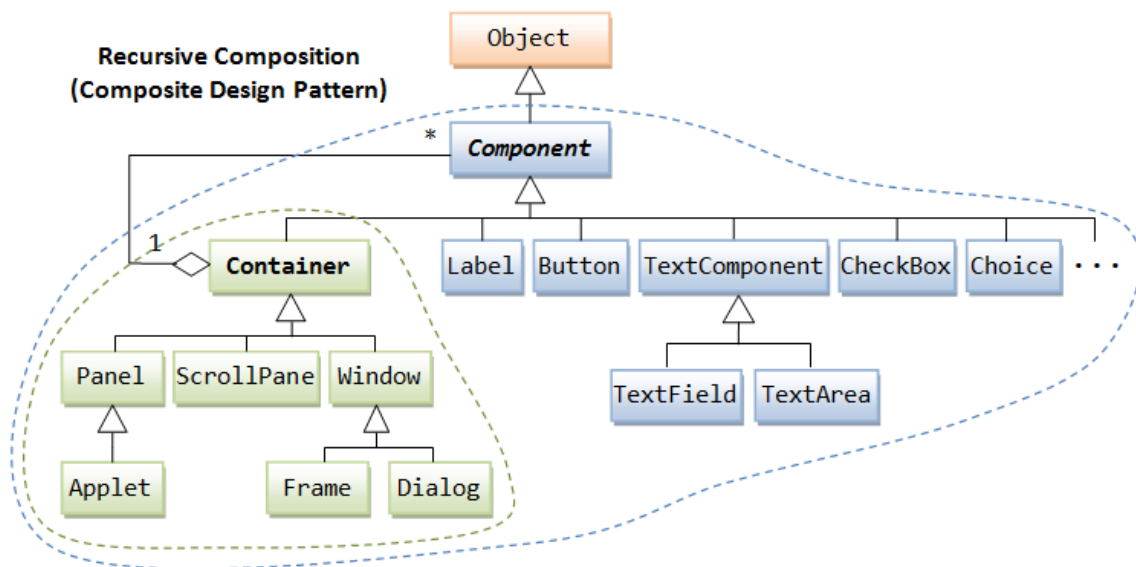 Object
Recursive Composition
(Composite Design Pattern)
*
Component
1
Container
Label
Button
TextComponent
CheckBox
Choice
...
Panel
ScrollPane
Window
TextField
TextArea
Applet
Frame
Dialog